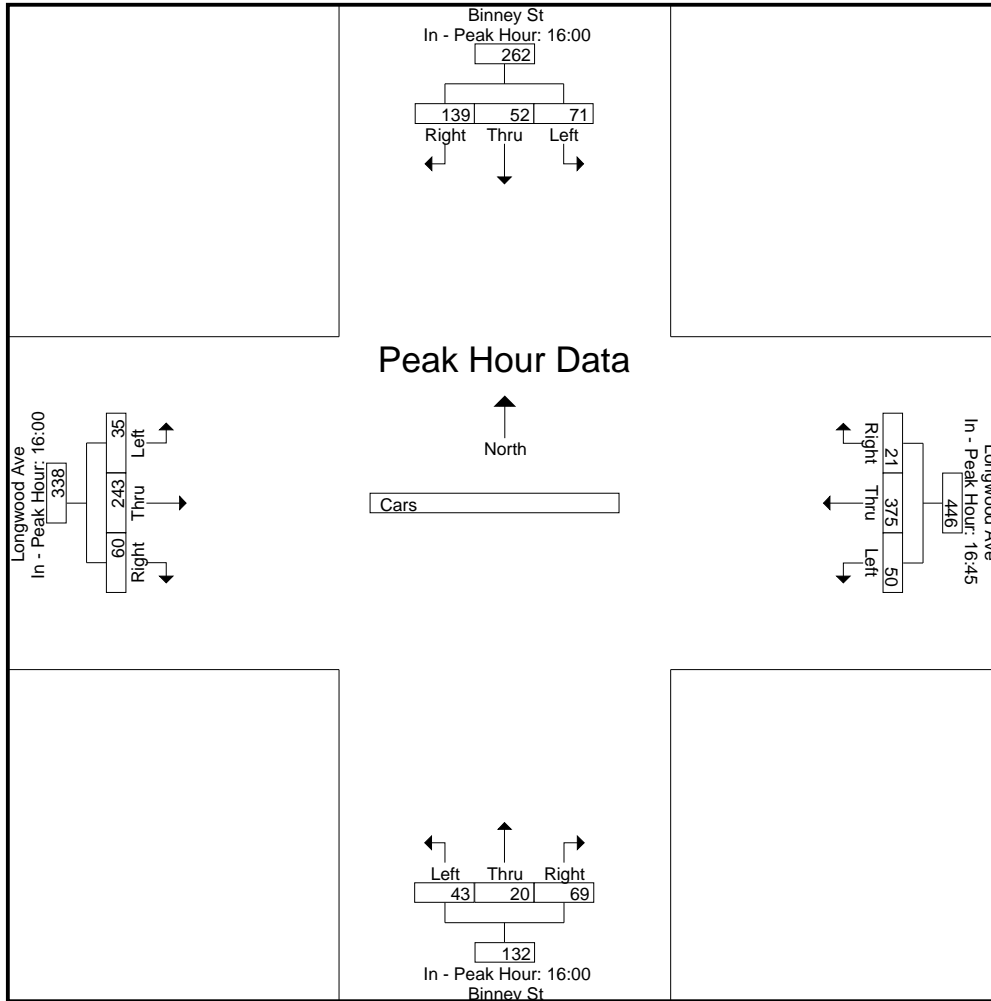 Binney St
In - Peak Hour: 16:00
262
139 52 71
Right Thru Left
Peak Hour Data
North
Cars
Longwood Ave
In - Peak Hour: 16:00
338
35 243 60
Left Thru Right
Right Thru Left
21 375 50
446
In - Peak Hour: 16:45
Longwood Ave
Left Thru Right
43 20 69
132
In - Peak Hour: 16:00
Binney St